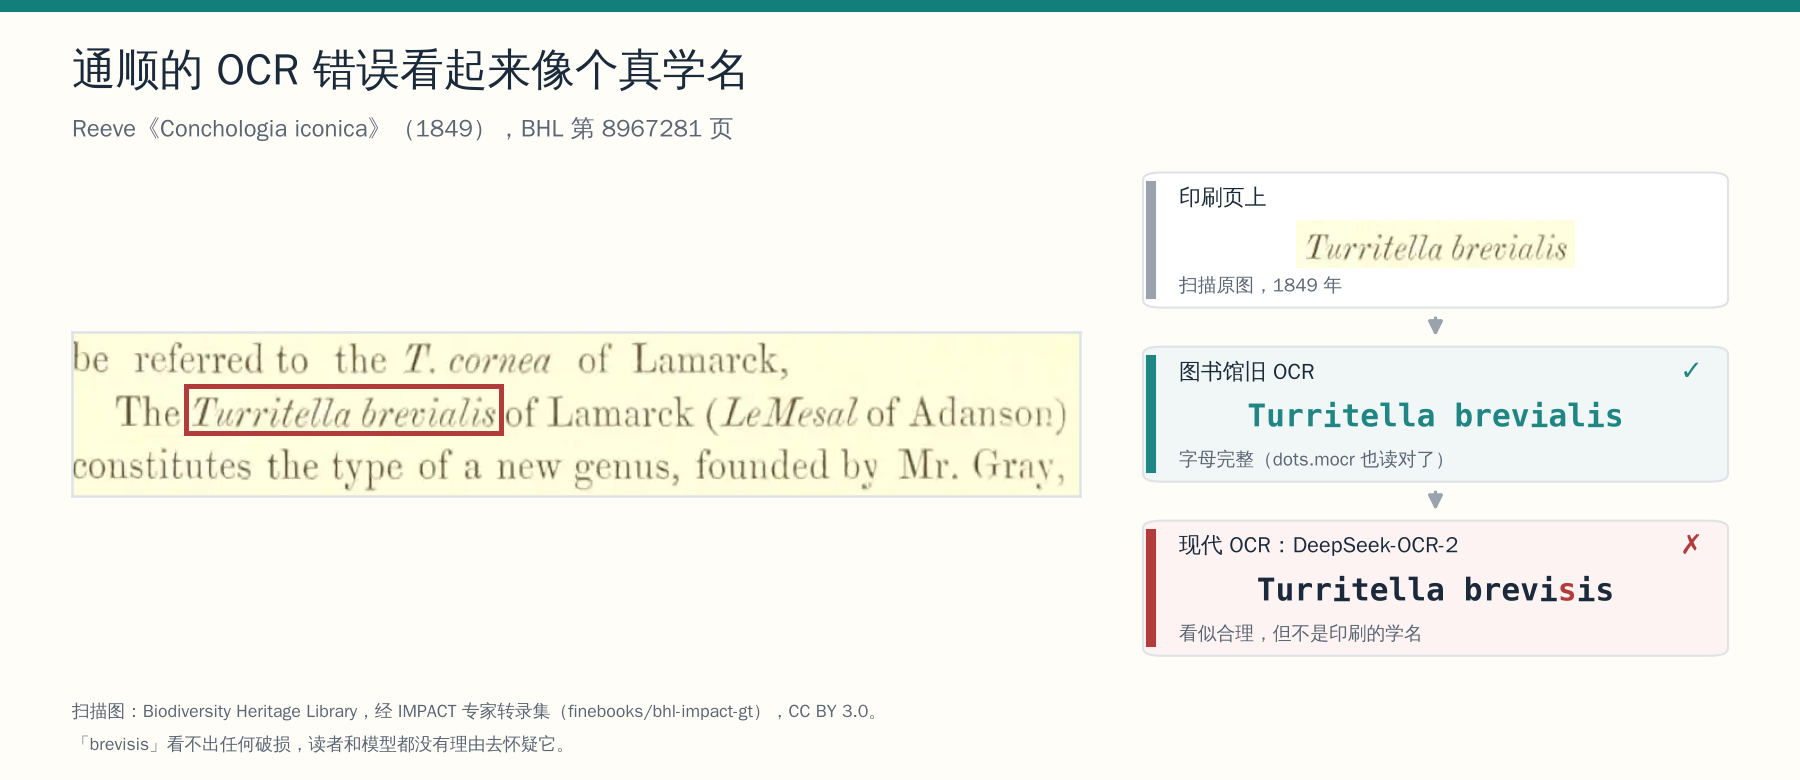 通顺的 OCR 错误看起来像个真学名
Reeve《Conchologia iconica》（1849），BHL 第 8967281 页
be referred to the T. cornea of Lamarck,
The Turritella brevialis of Lamarck (Le Mesal of Adanson)
constitutes the type of a new genus, founded by Mr. Gray,
印刷页上
Turritella brevialis
扫描原图，1849 年
图书馆旧 OCR ✓
Turritella brevialis
字母完整（dots.mocr 也读对了）
现代 OCR：DeepSeek-OCR-2 ✗
Turritella brevisis
看似合理，但不是印刷的学名
扫描图：Biodiversity Heritage Library，经 IMPACT 专家转录集（finebooks/bhl-impact-gt），CC BY 3.0。
「brevisis」看不出任何破损，读者和模型都没有理由去怀疑它。